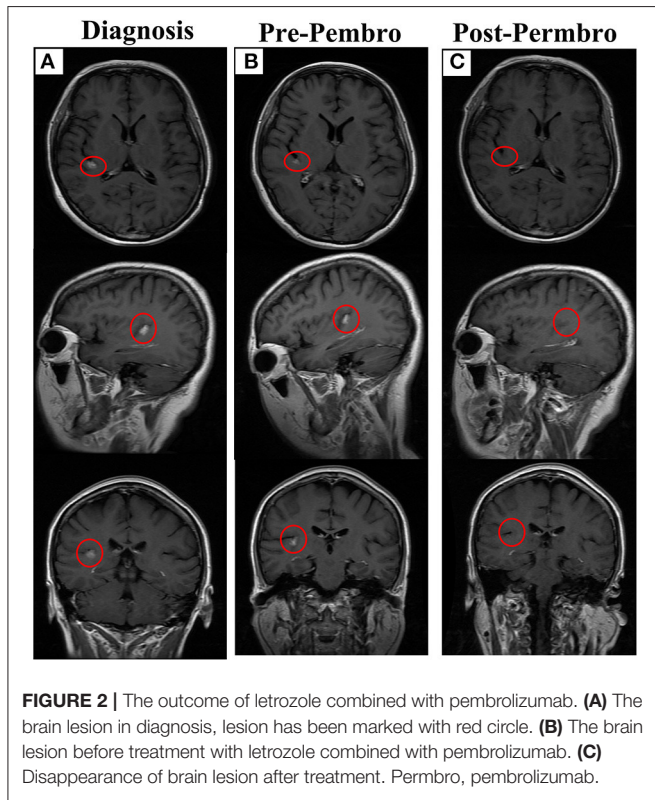 Diagnosis Pre-Pembro Post-Permbro
A B C
FIGURE 2 | The outcome of letrozole combined with pembrolizumab. (A) The
brain lesion in diagnosis, lesion has been marked with red circle. (B) The brain
lesion before treatment with letrozole combined with pembrolizumab. (C)
Disappearance of brain lesion after treatment. Permbro, pembrolizumab.